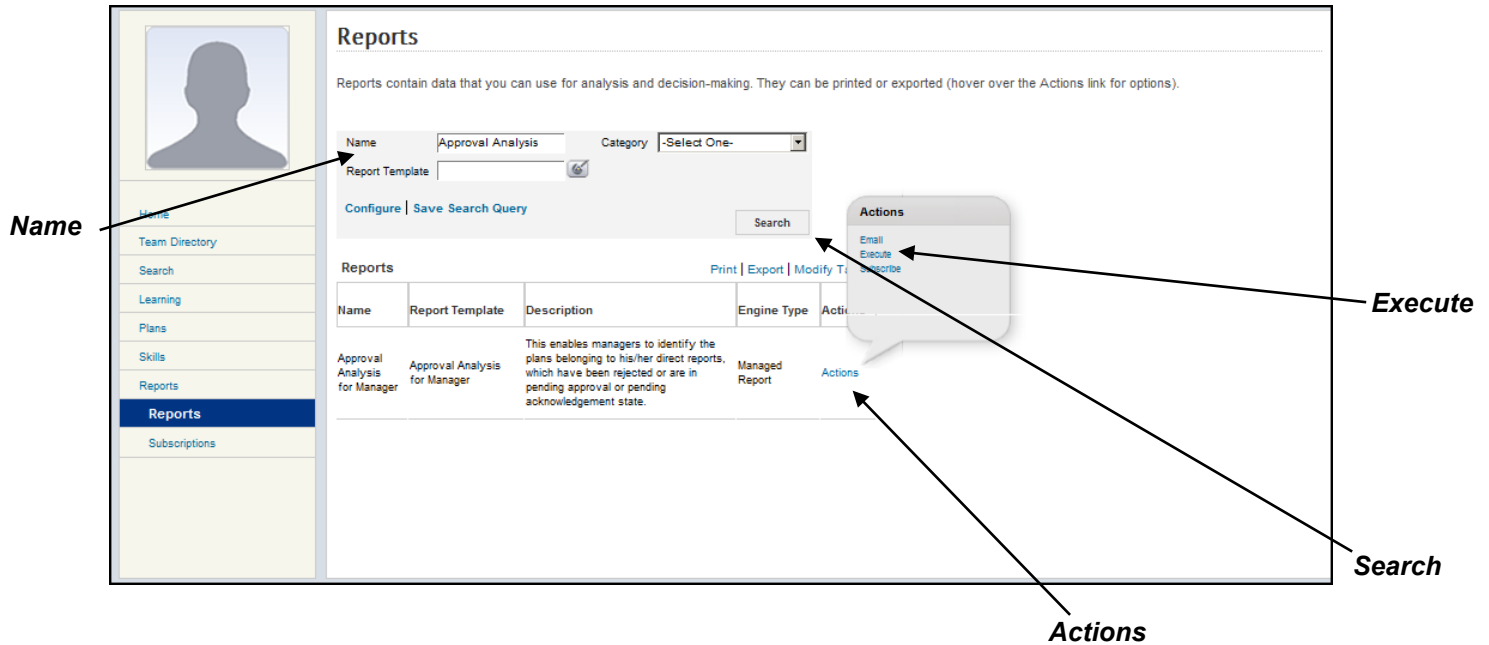 Reports
Reports contain data that you can use for analysis and decision-making. They can be printed or exported (hover over the Actions link for options).
Name Approval Analysis Category -Select One-
Report Template
Configure | Save Search Query
Search
Home
Team Directory
Search
Learning
Plans
Skills
Reports
Reports
Subscriptions
Reports
Print | Export | Modify Ta
Name Report Template Description Engine Type Acti
Approval
Analysis
for Manager
Approval Analysis
for Manager
This enables managers to identify the
plans belonging to his/her direct reports,
which have been rejected or are in
pending approval or pending
acknowledgement state.
Managed
Report
Actions
Actions
Email
Execute
Subscribe
Name
Execute
Search
Actions